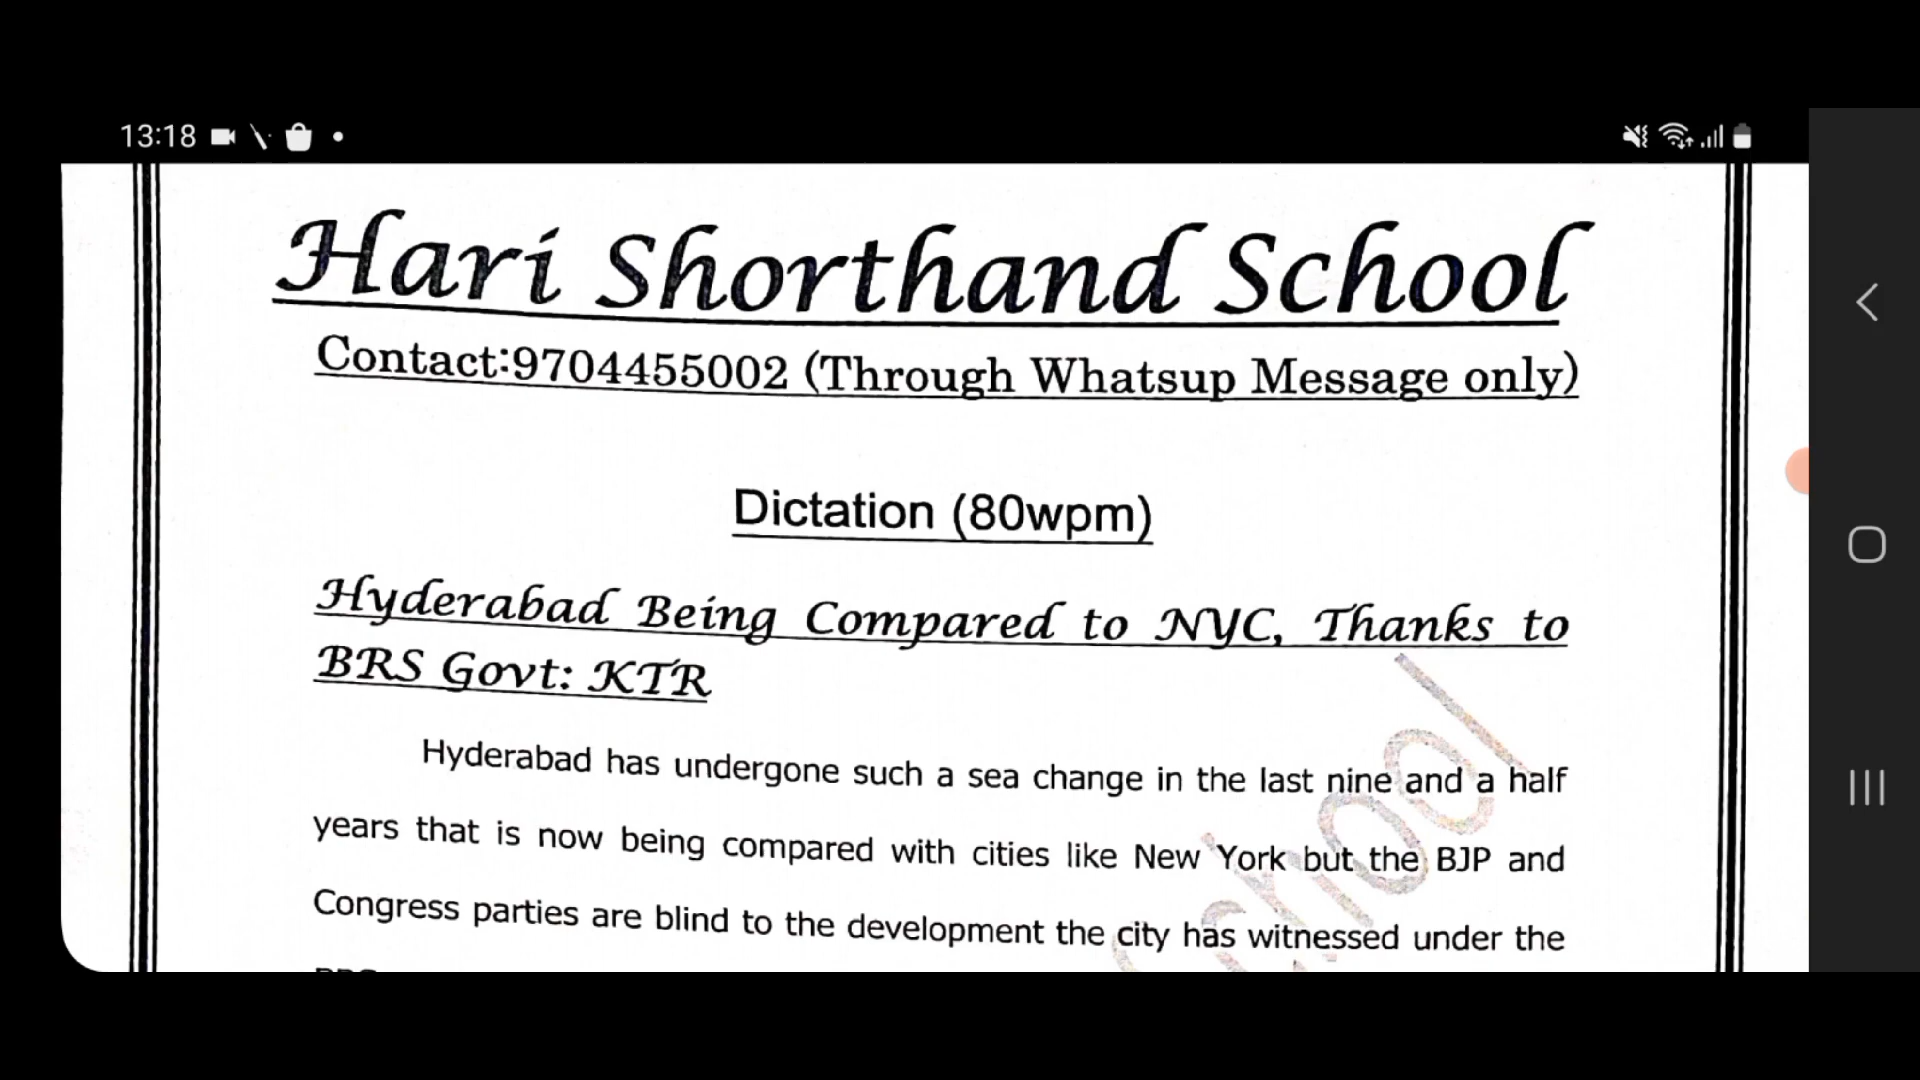 13:18
Hari Shorthand School
Contact:9704455002 (Through Whatsup Message only)
Dictation (80wpm)
Hyderabad Being Compared to NYC, Thanks to
BRS Govt: KTR
Hyderabad has undergone such a sea change in the last nine and a half
years that is now being compared with cities like New York but the BJP and
Congress parties are blind to the development the city has witnessed under the